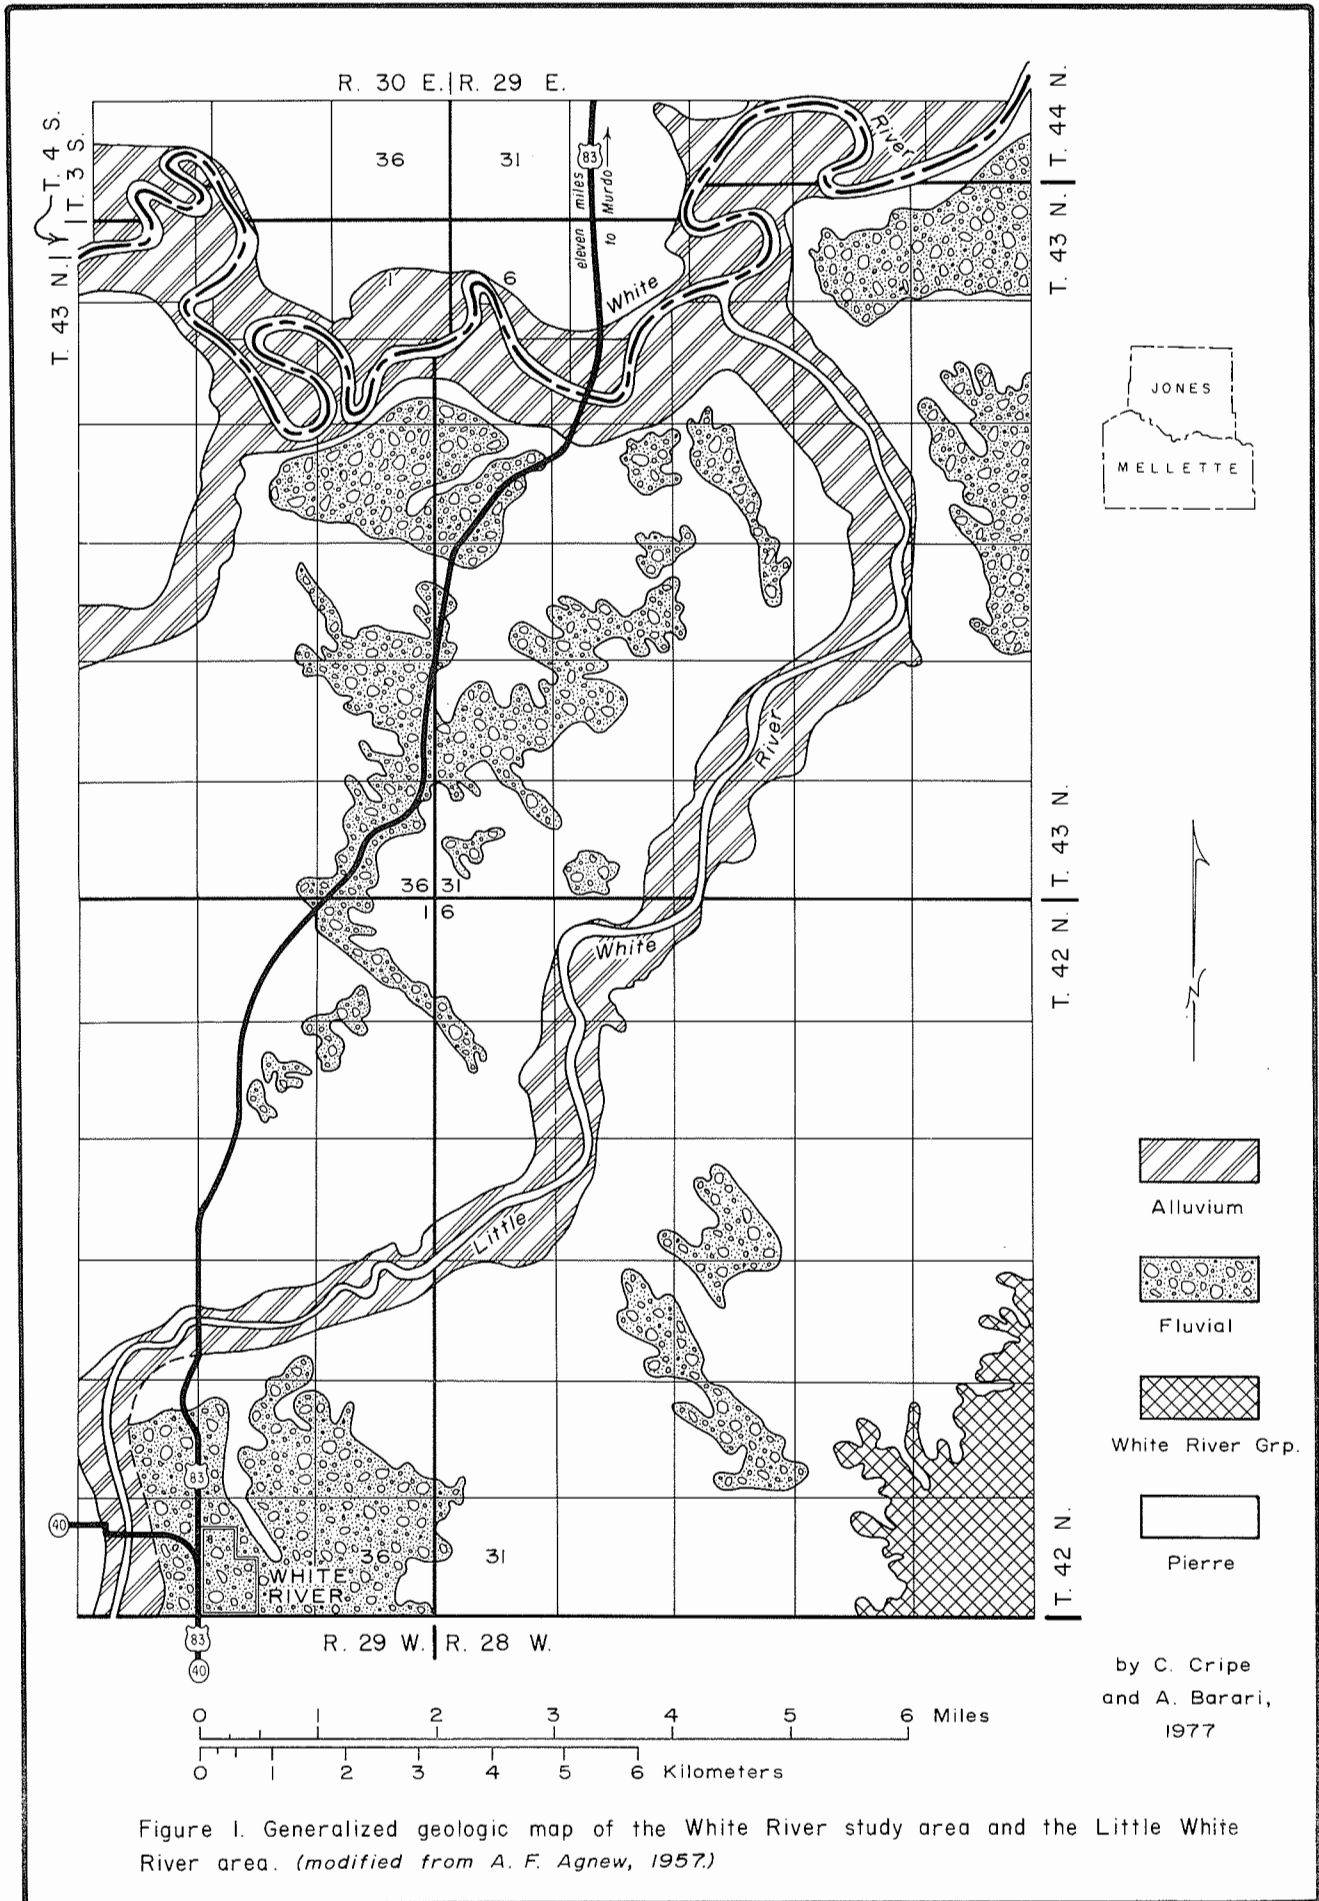 R. 30 E. R. 29 E.
T. 4 S.
T. 3 S.
T. 43 N.
T. 44 N.
T. 43 N.
36
31
83
eleven miles
to Murdo
River
1
6
White
JONES
MELLETTE
River
T. 43 N.
36 31
1 6
White
T. 42 N.
Little
Alluvium
Fluvial
White River Grp.
Pierre
83
40
36
31
WHITE
RIVER
T. 42 N.
83
40
R. 29 W. R. 28 W.
by C. Cripe
and A. Barari,
1977
0 1 2 3 4 5 6 Miles
0 1 2 3 4 5 6 Kilometers
Figure 1. Generalized geologic map of the White River study area and the Little White
River area. (modified from A. F. Agnew, 1957.)